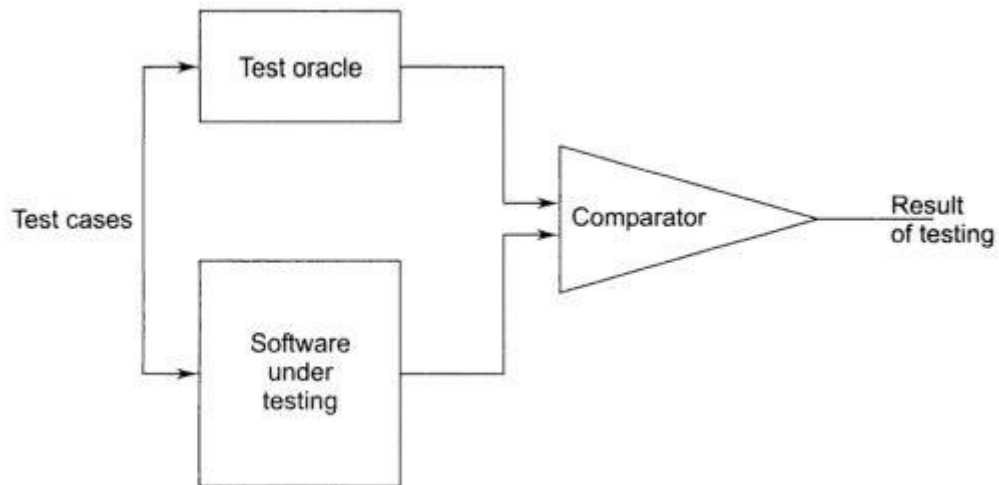 Test oracle
Test cases
Comparator
Result
of testing
Software
under
testing